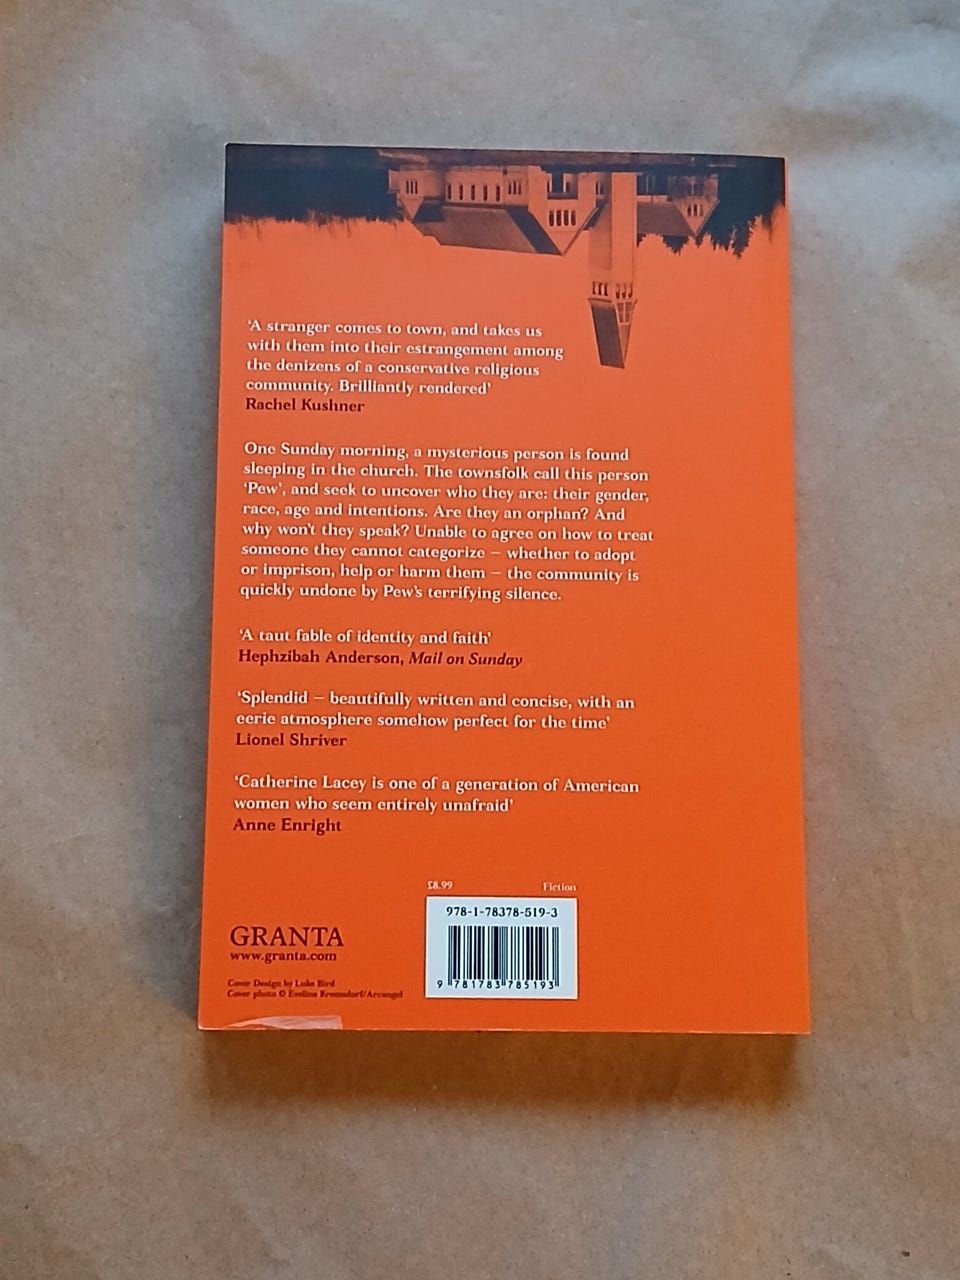 ‘A stranger comes to town, and takes us
with them into their estrangement among
the denizens of a conservative religious
community. Brilliantly rendered’
Rachel Kushner
One Sunday morning, a mysterious person is found
sleeping in the church. The townsfolk call this person
‘Pew’, and seek to uncover who they are: their gender,
race, age and intentions. Are they an orphan? And
why won’t they speak? Unable to agree on how to treat
someone they cannot categorize – whether to adopt
or imprison, help or harm them – the community is
quickly undone by Pew’s terrifying silence.
‘A taut fable of identity and faith’
Hephzibah Anderson, Mail on Sunday
‘Splendid – beautifully written and concise, with an
eerie atmosphere somehow perfect for the time’
Lionel Shriver
‘Catherine Lacey is one of a generation of American
women who seem entirely unafraid’
Anne Enright
£8.99 Fiction
978-1-78378-519-3
9 781783 785193
GRANTA
www.granta.com
Cover Design by Luke Bird
Cover photo © Evelina Kremsdorf/Arcangel